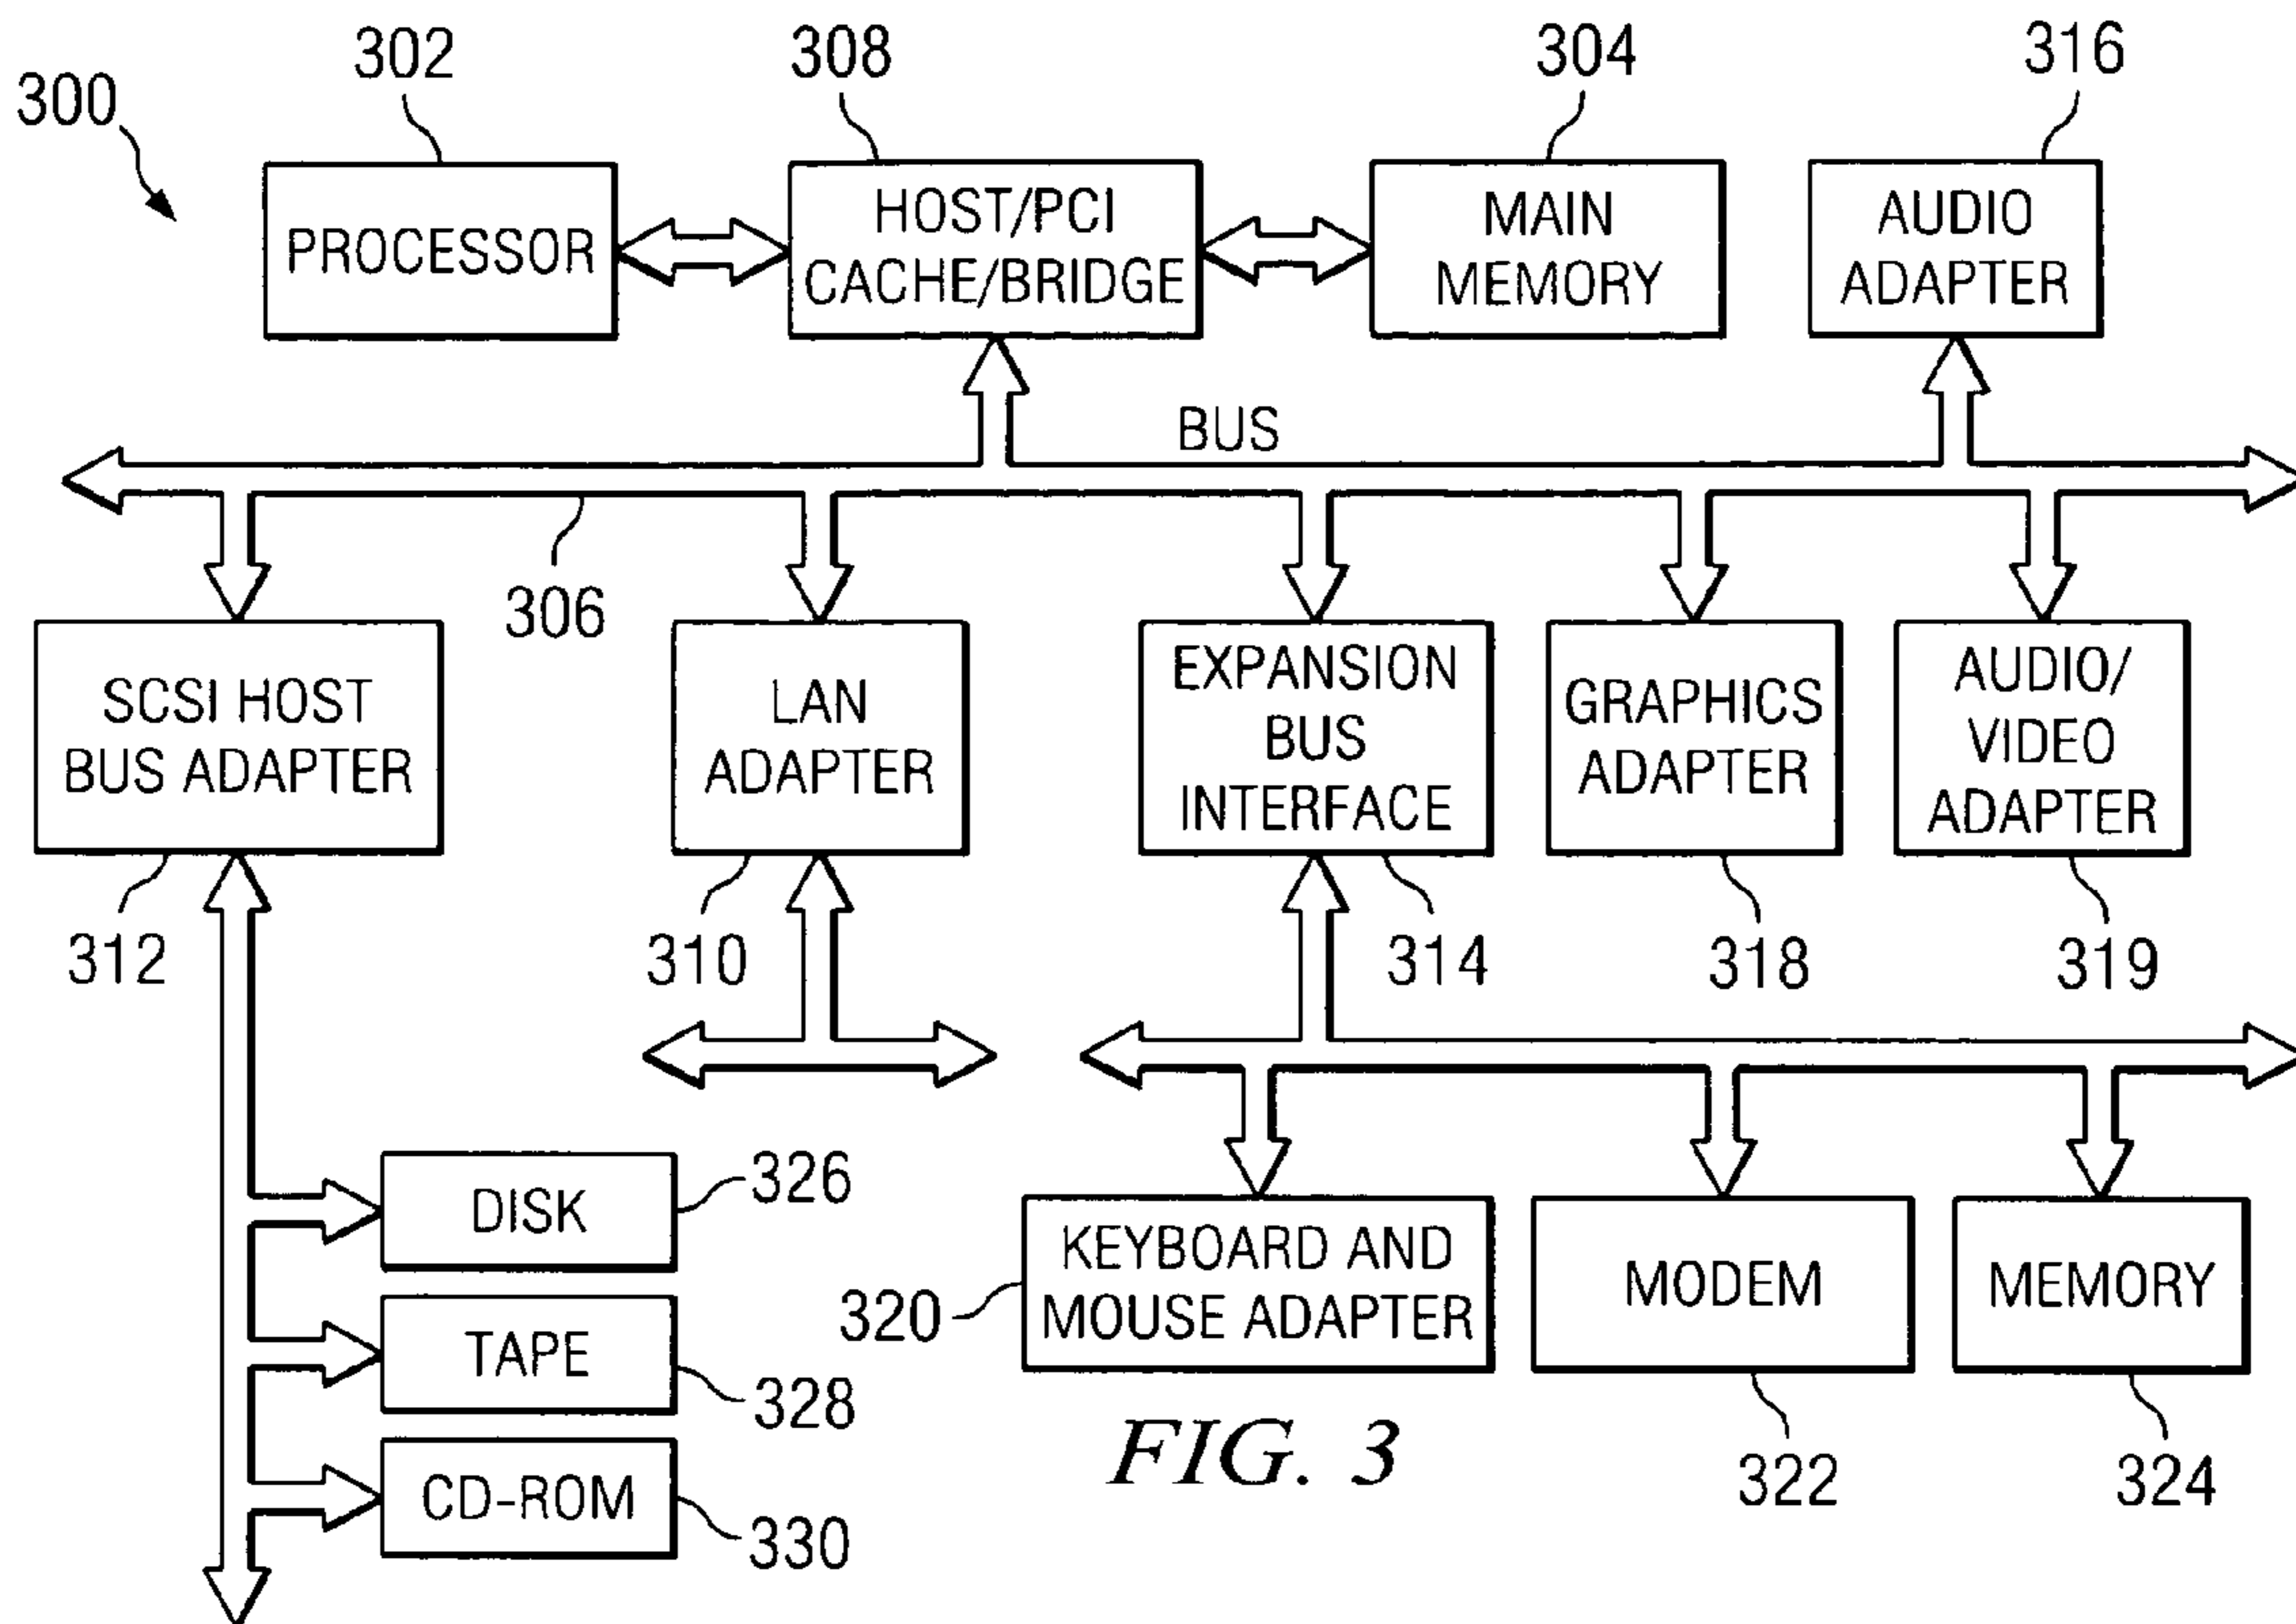 302
308
304
316
300
PROCESSOR
HOST/PCI
CACHE/BRIDGE
MAIN
MEMORY
AUDIO
ADAPTER
BUS
306
SCSI HOST
BUS ADAPTER
LAN
ADAPTER
EXPANSION
BUS
INTERFACE
GRAPHICS
ADAPTER
AUDIO/
VIDEO
ADAPTER
312
310
314
318
319
DISK
326
TAPE
328
CD-ROM
330
320
KEYBOARD AND
MOUSE ADAPTER
MODEM
MEMORY
322
324
FIG. 3